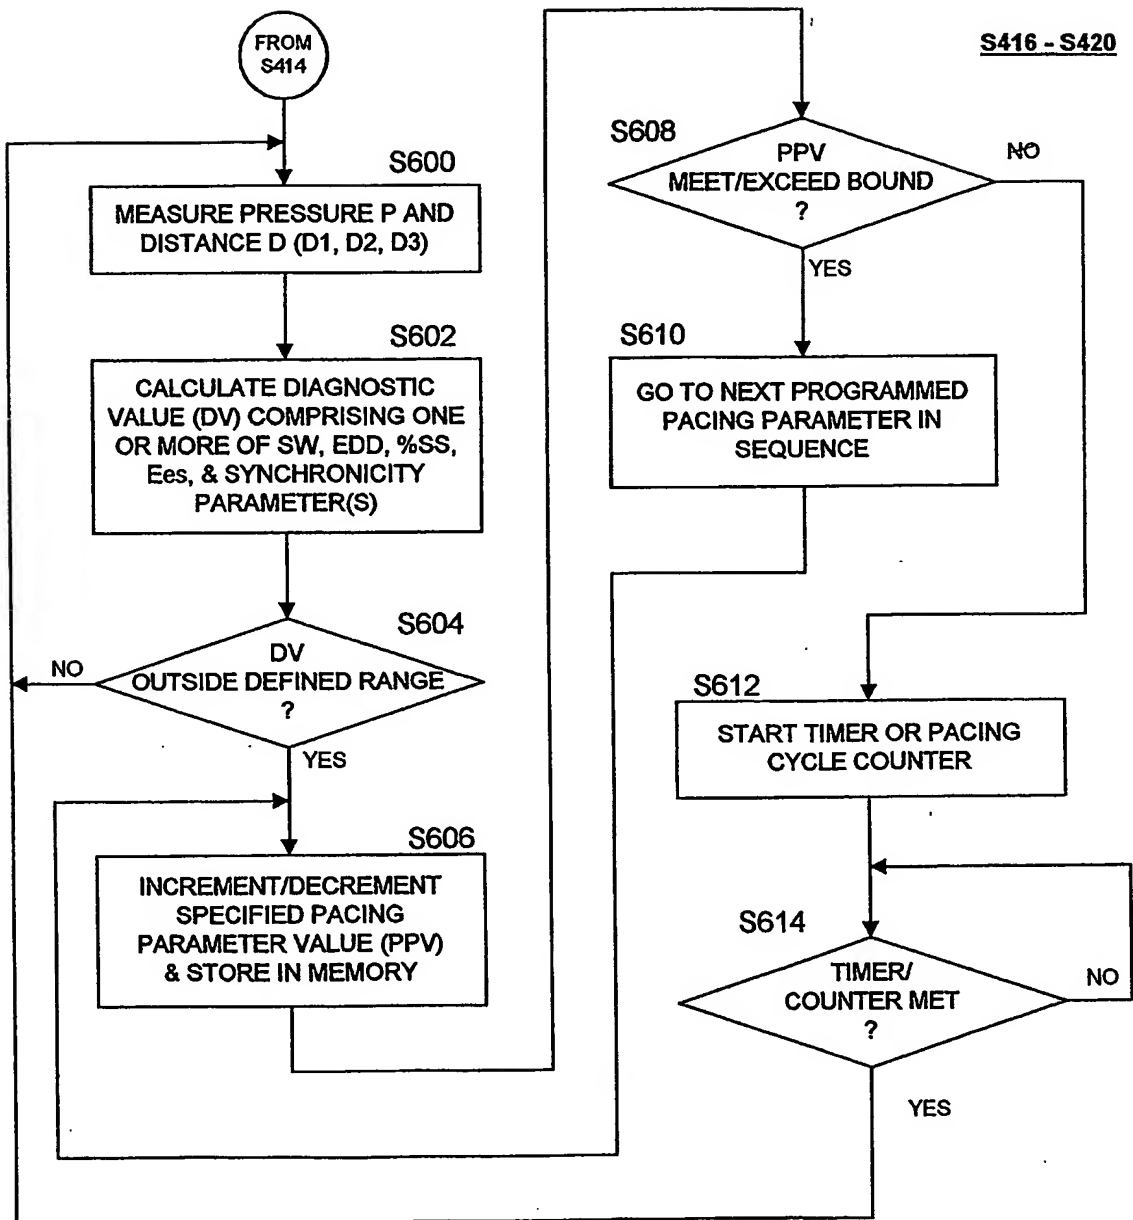 FROM
S414
S416 - S420
S600
MEASURE PRESSURE P AND
DISTANCE D (D1, D2, D3)
S602
CALCULATE DIAGNOSTIC
VALUE (DV) COMPRISING ONE
OR MORE OF SW, EDD, %SS,
Ees, & SYNCHRONICITY
PARAMETER(S)
S604
DV
OUTSIDE DEFINED RANGE
?
NO
YES
S606
INCREMENT/DECREMENT
SPECIFIED PACING
PARAMETER VALUE (PPV)
& STORE IN MEMORY
S608
PPV
MEET/EXCEED BOUND
?
NO
YES
S610
GO TO NEXT PROGRAMMED
PACING PARAMETER IN
SEQUENCE
S612
START TIMER OR PACING
CYCLE COUNTER
S614
TIMER/
COUNTER MET
?
NO
YES